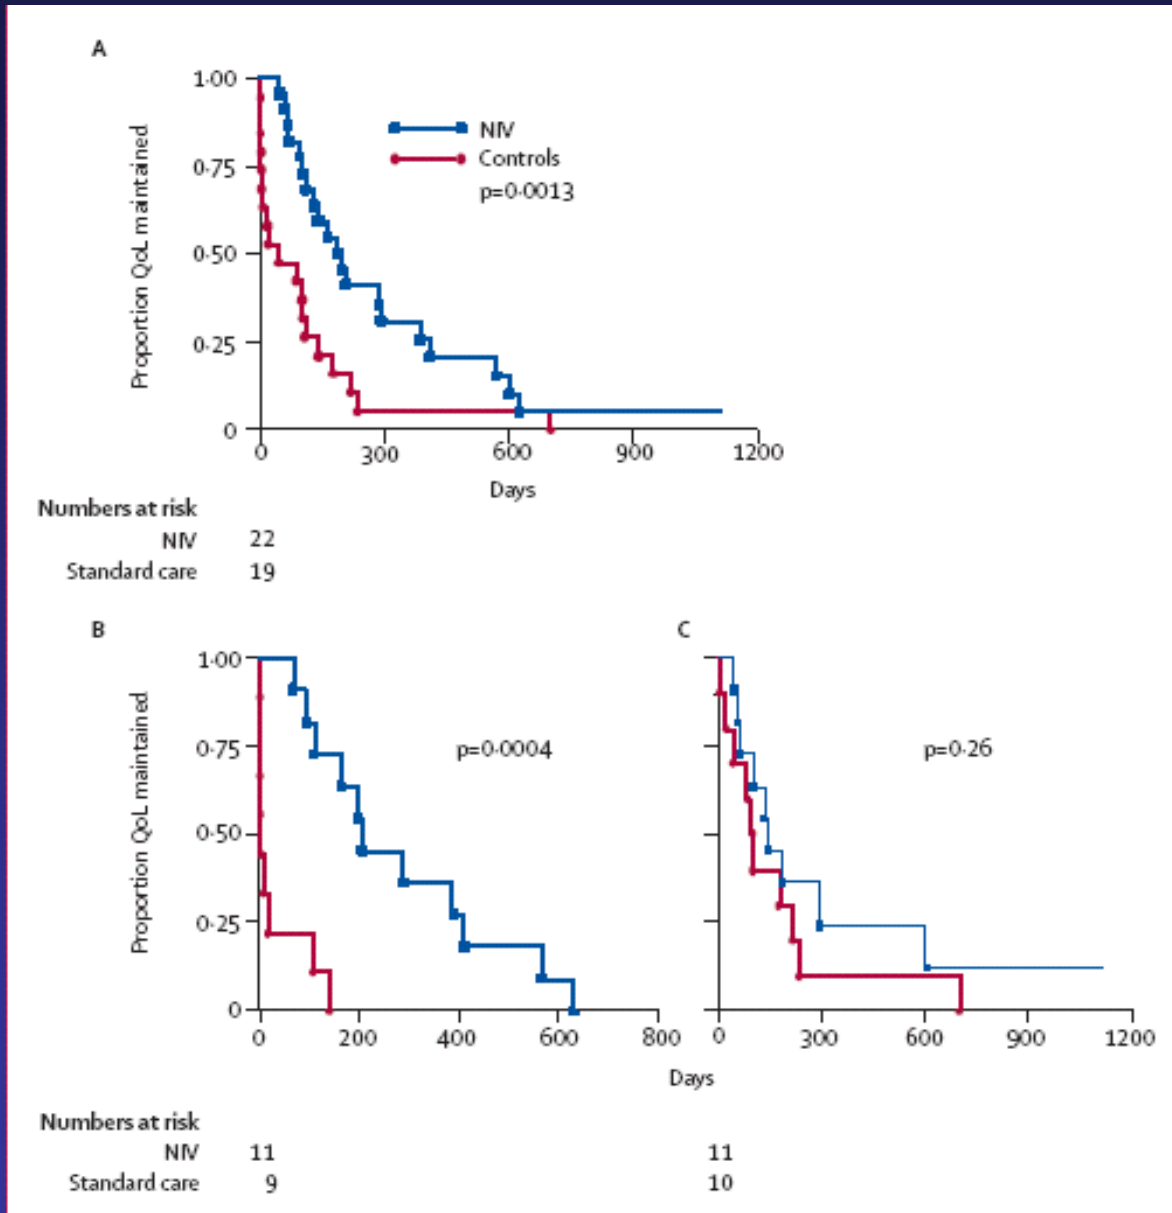 A
1·00
0·75
0·50
0·25
0
Proportion QoL maintained
NIV
Controls
p=0·0013
0 300 600 900 1200
Days
Numbers at risk
NIV 22
Standard care 19
B
1·00
0·75
0·50
0·25
0
Proportion QoL maintained
p=0·0004
0 200 400 600 800
C
p=0·26
0 300 600 900 1200
Days
Numbers at risk
NIV 11 11
Standard care 9 10